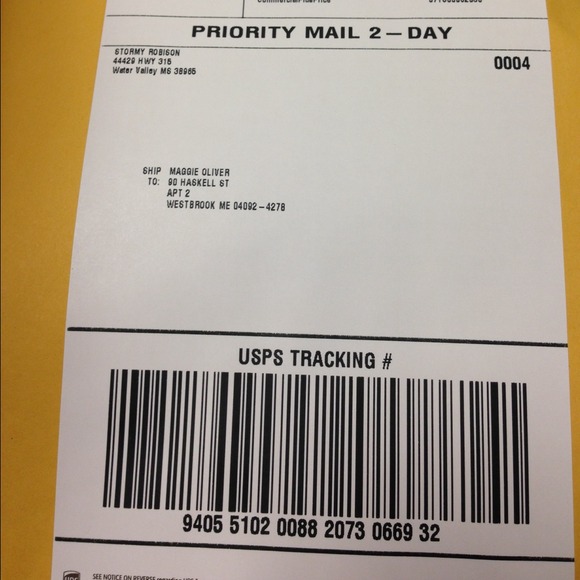 PRIORITY MAIL 2-DAY
STORMY ROBISON
44429 HWY 315
Water Valley MS 38965
0004
SHIP TO: MAGGIE OLIVER
90 HASKELL ST
APT 2
WESTBROOK ME 04092-4278
USPS TRACKING #
9405 5102 0088 2073 0669 32
SEE NOTICE ON REVERSE